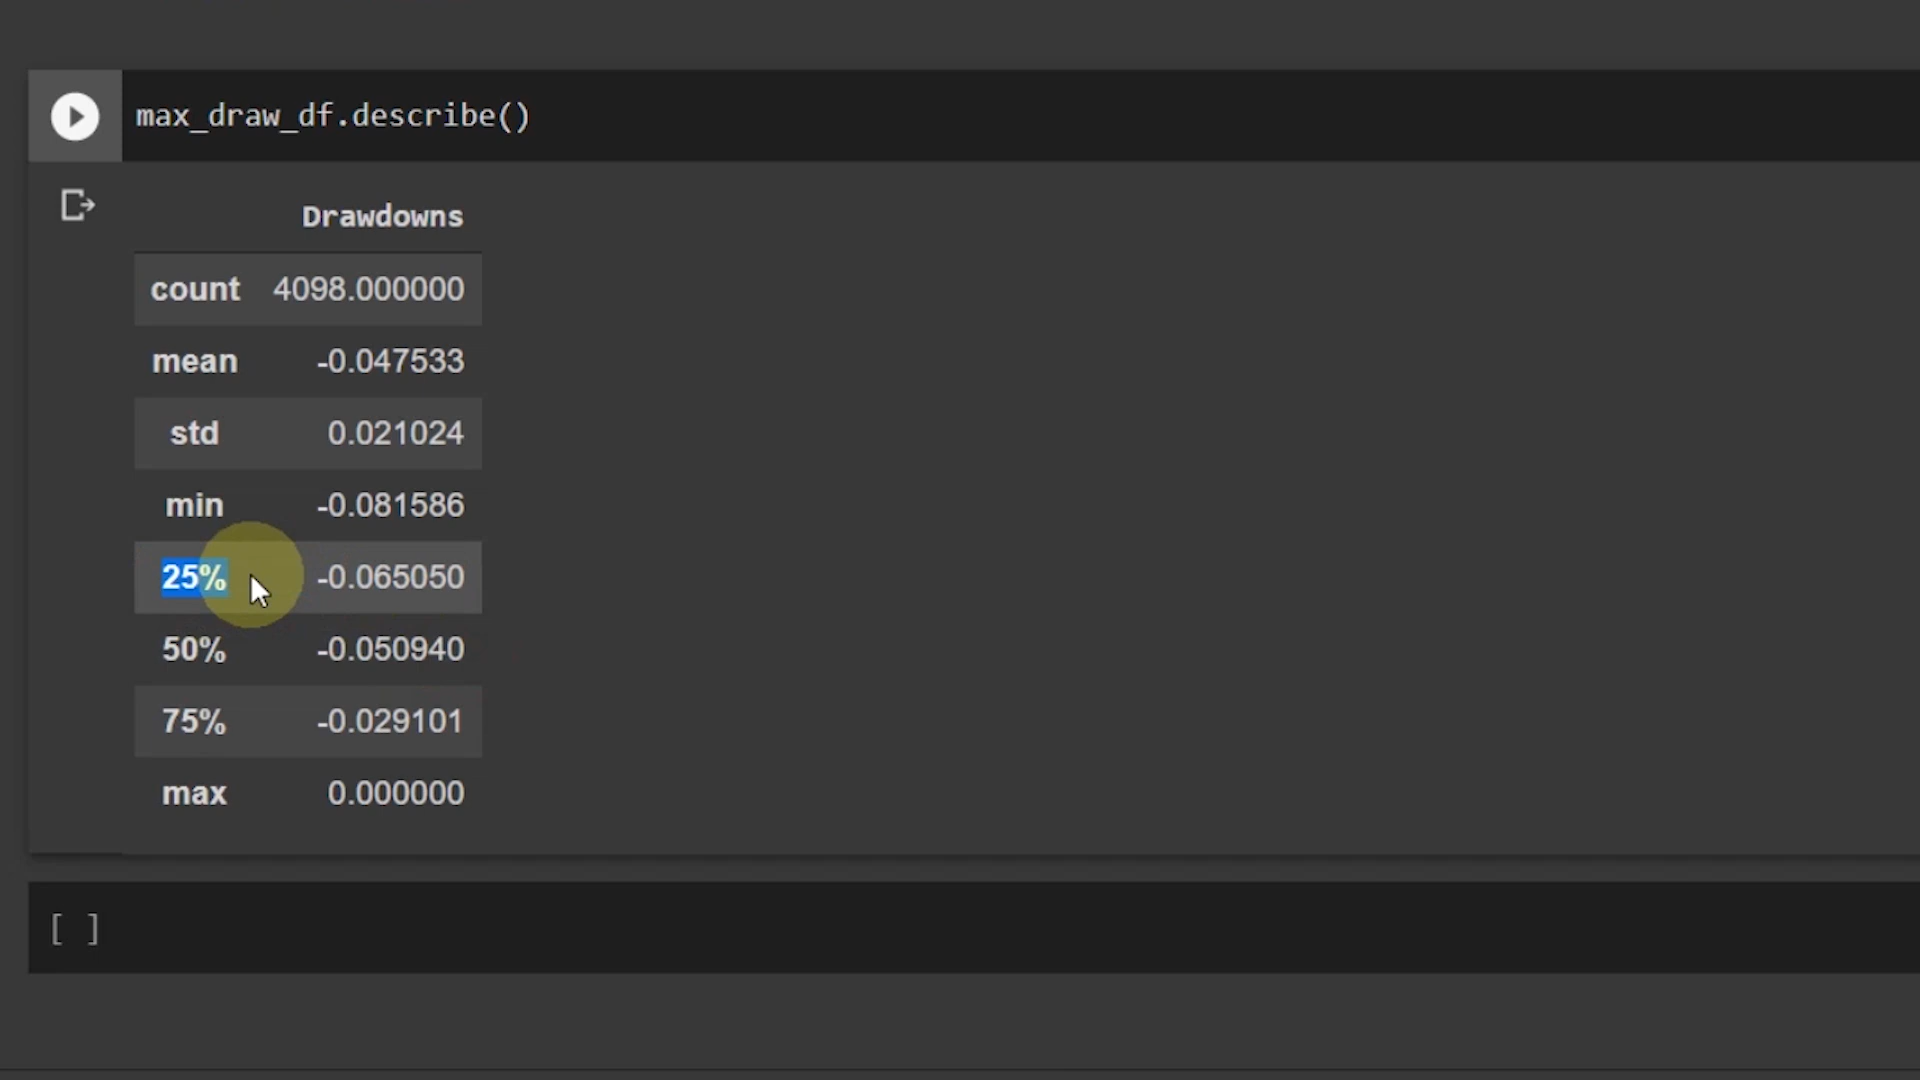 max_draw_df.describe()
Drawdowns
count 4098.000000
mean -0.047533
std 0.021024
min -0.081586
25% -0.065050
50% -0.050940
75% -0.029101
max 0.000000
[ ]